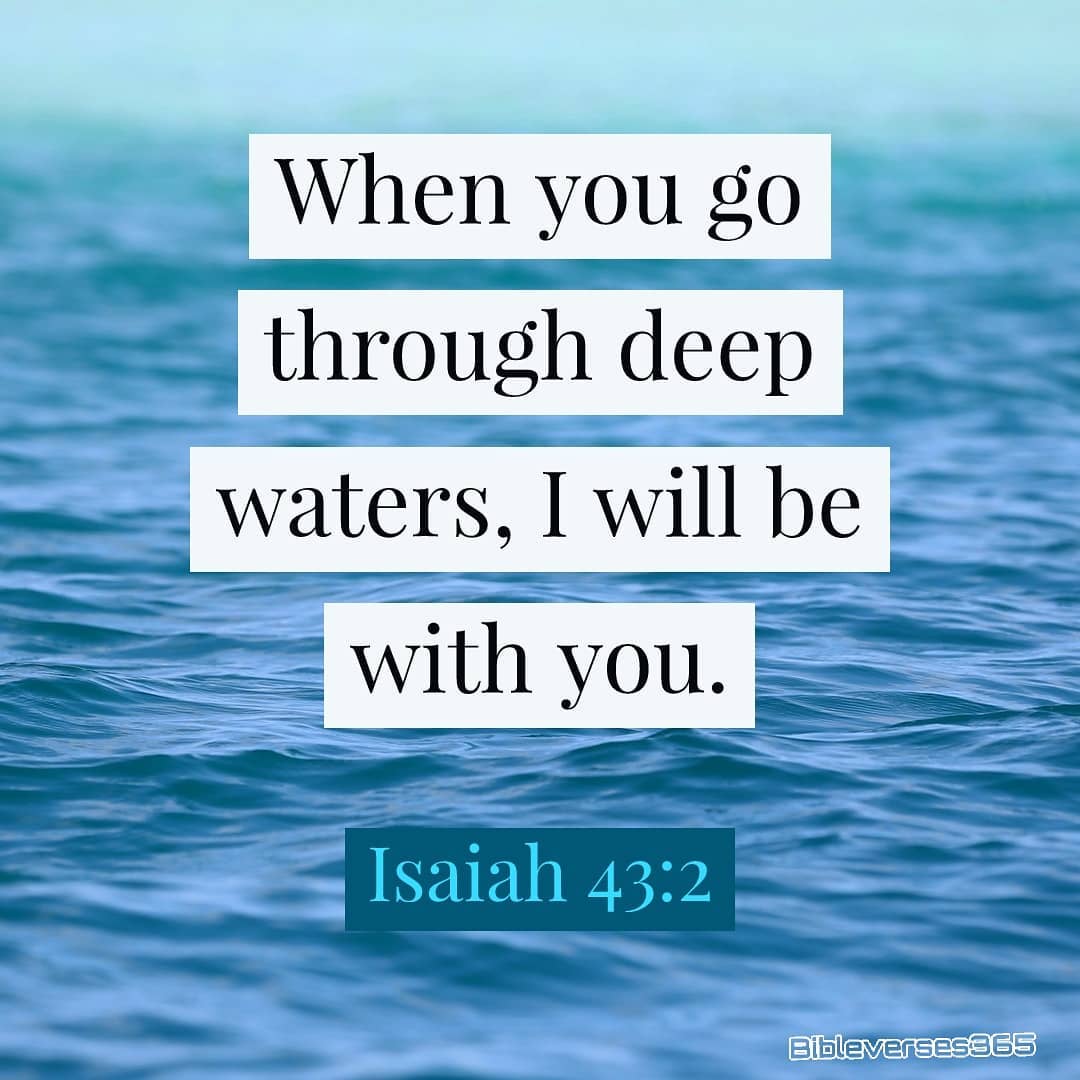 When you go
through deep
waters, I will be
with you.
Isaiah 43:2
Bibleverses365